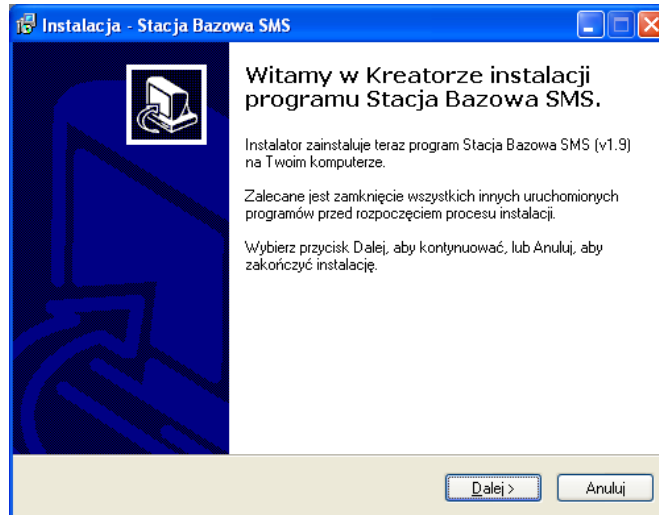 Instalacja - Stacja Bazowa SMS
Witamy w Kreatorze instalacji
programu Stacja Bazowa SMS.
Instalator zainstaluje teraz program Stacja Bazowa SMS (v1.9)
na Twoim komputerze.
Zalecane jest zamknięcie wszystkich innych uruchomionych
programów przed rozpoczęciem procesu instalacji.
Wybierz przycisk Dalej, aby kontynuować, lub Anuluj, aby
zakończyć instalację.
Dalej >
Anuluj